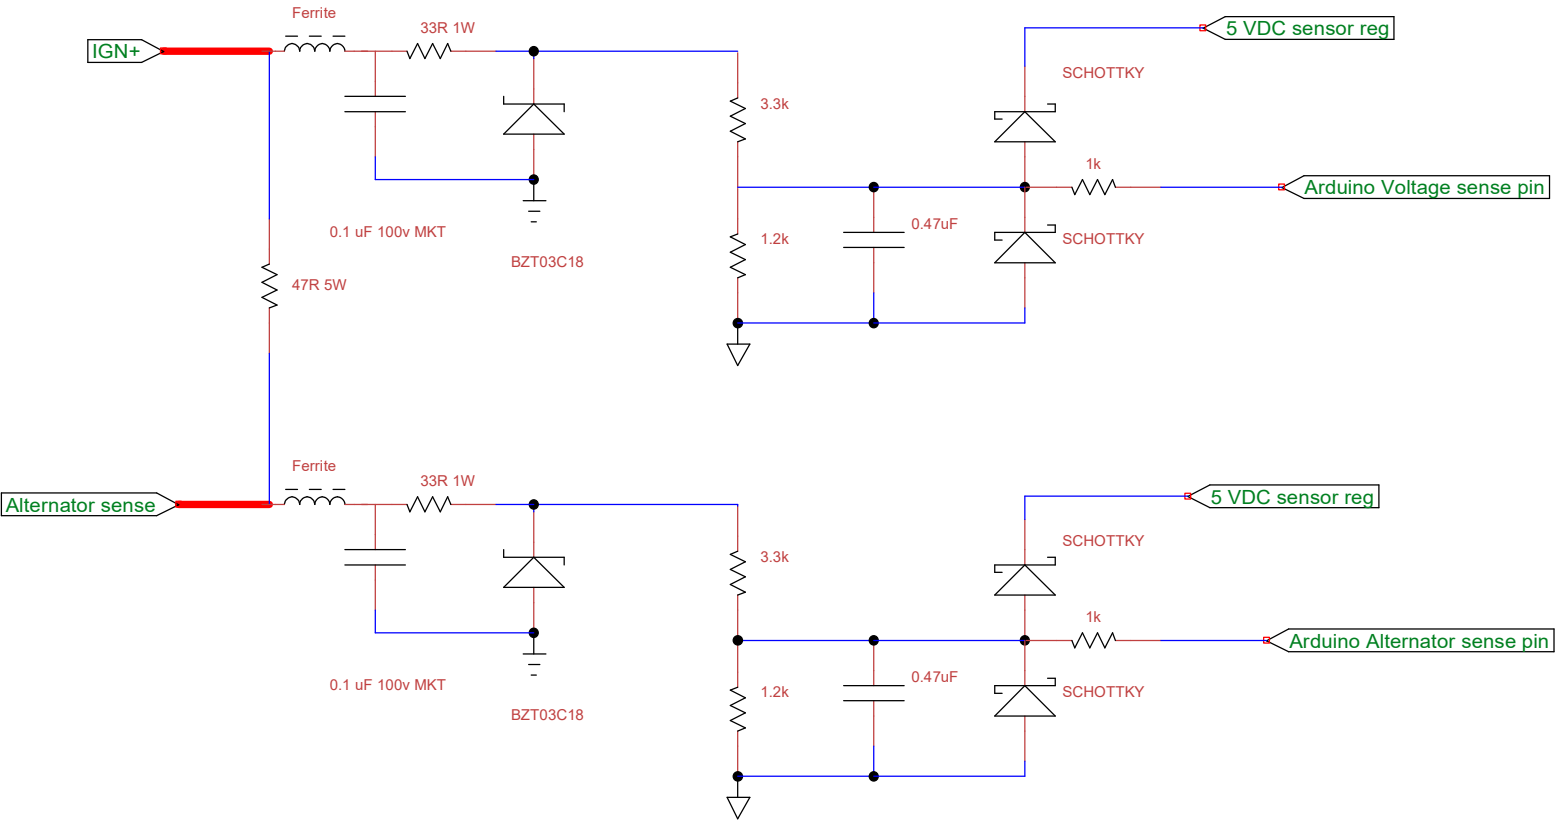 Ferrite
33R 1W
5 VDC sensor reg
IGN+
SCHOTTKY
3.3k
1k
Arduino Voltage sense pin
0.1 uF 100v MKT
0.47uF
1.2k
SCHOTTKY
BZT03C18
47R 5W
Ferrite
33R 1W
5 VDC sensor reg
Alternator sense
SCHOTTKY
3.3k
1k
Arduino Alternator sense pin
0.1 uF 100v MKT
0.47uF
1.2k
SCHOTTKY
BZT03C18